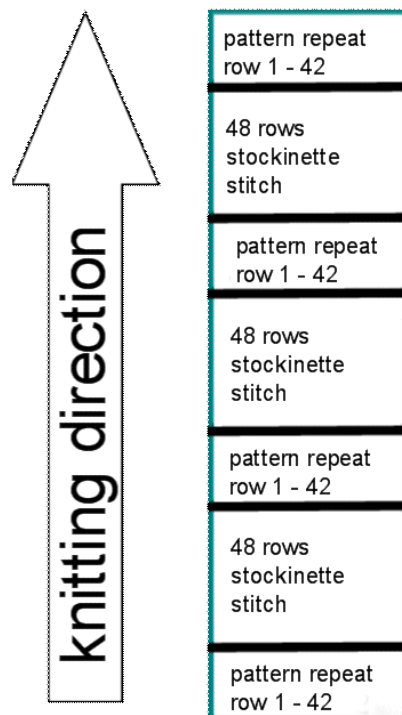 pattern repeat
row 1 - 42
48 rows
stockinette
stitch
pattern repeat
row 1 - 42
48 rows
stockinette
stitch
pattern repeat
row 1 - 42
48 rows
stockinette
stitch
pattern repeat
row 1 - 42
knitting direction